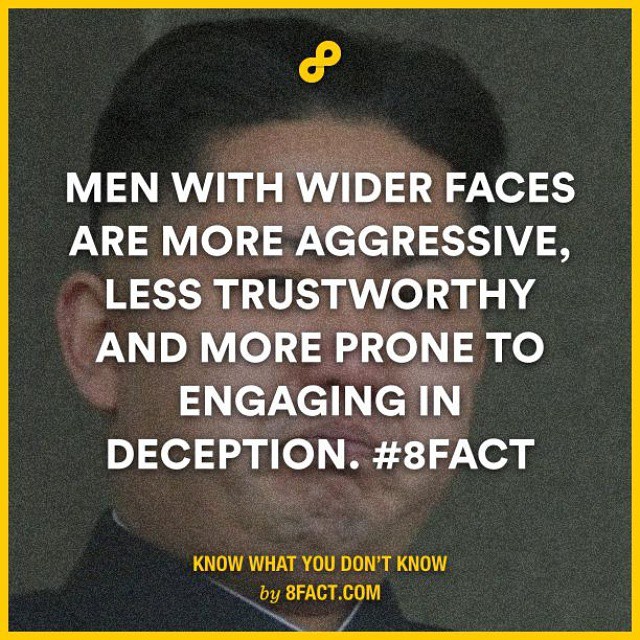 MEN WITH WIDER FACES
ARE MORE AGGRESSIVE,
LESS TRUSTWORTHY
AND MORE PRONE TO
ENGAGING IN
DECEPTION. #8FACT
KNOW WHAT YOU DON'T KNOW
by 8FACT.COM